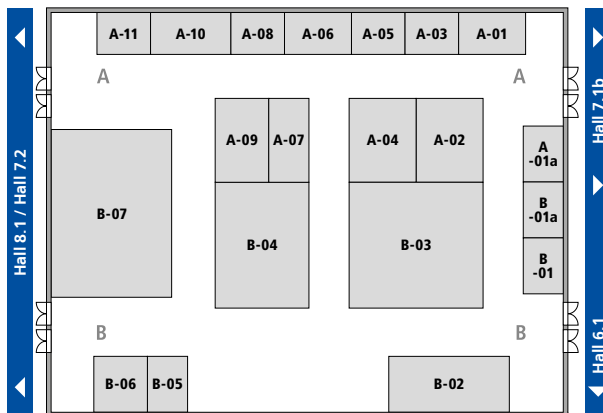 A-11 A-10 A-08 A-06 A-05 A-03 A-01
A A
A-09 A-07 A-04 A-02
A
-01a
B
-01a
B
-01
B-07
B-04 B-03
B B
B-06 B-05 B-02
Hall 8.1 / Hall 7.2
Hall 7.1b
Hall 6.1